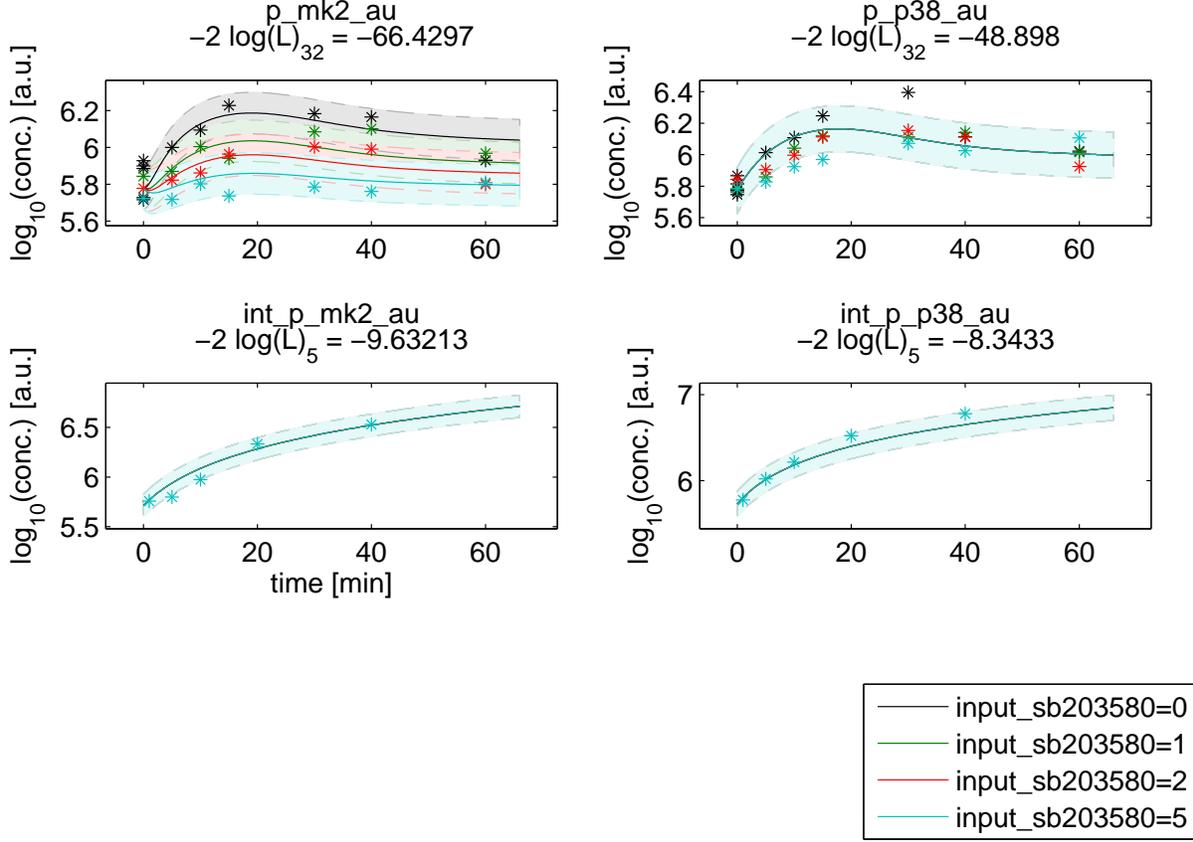 p_mk2_au
−2 log(L)32 = −66.4297
p_p38_au
−2 log(L)32 = −48.898
log10(conc.) [a.u.]
6.2
6
5.8
5.6
0
20
40
60
log10(conc.) [a.u.]
6.4
6.2
6
5.8
5.6
0
20
40
60
int_p_mk2_au
−2 log(L)5 = −9.63213
int_p_p38_au
−2 log(L)5 = −8.3433
log10(conc.) [a.u.]
6.5
6
5.5
0
20
40
60
time [min]
log10(conc.) [a.u.]
7
6
0
20
40
60
input_sb203580=0
input_sb203580=1
input_sb203580=2
input_sb203580=5